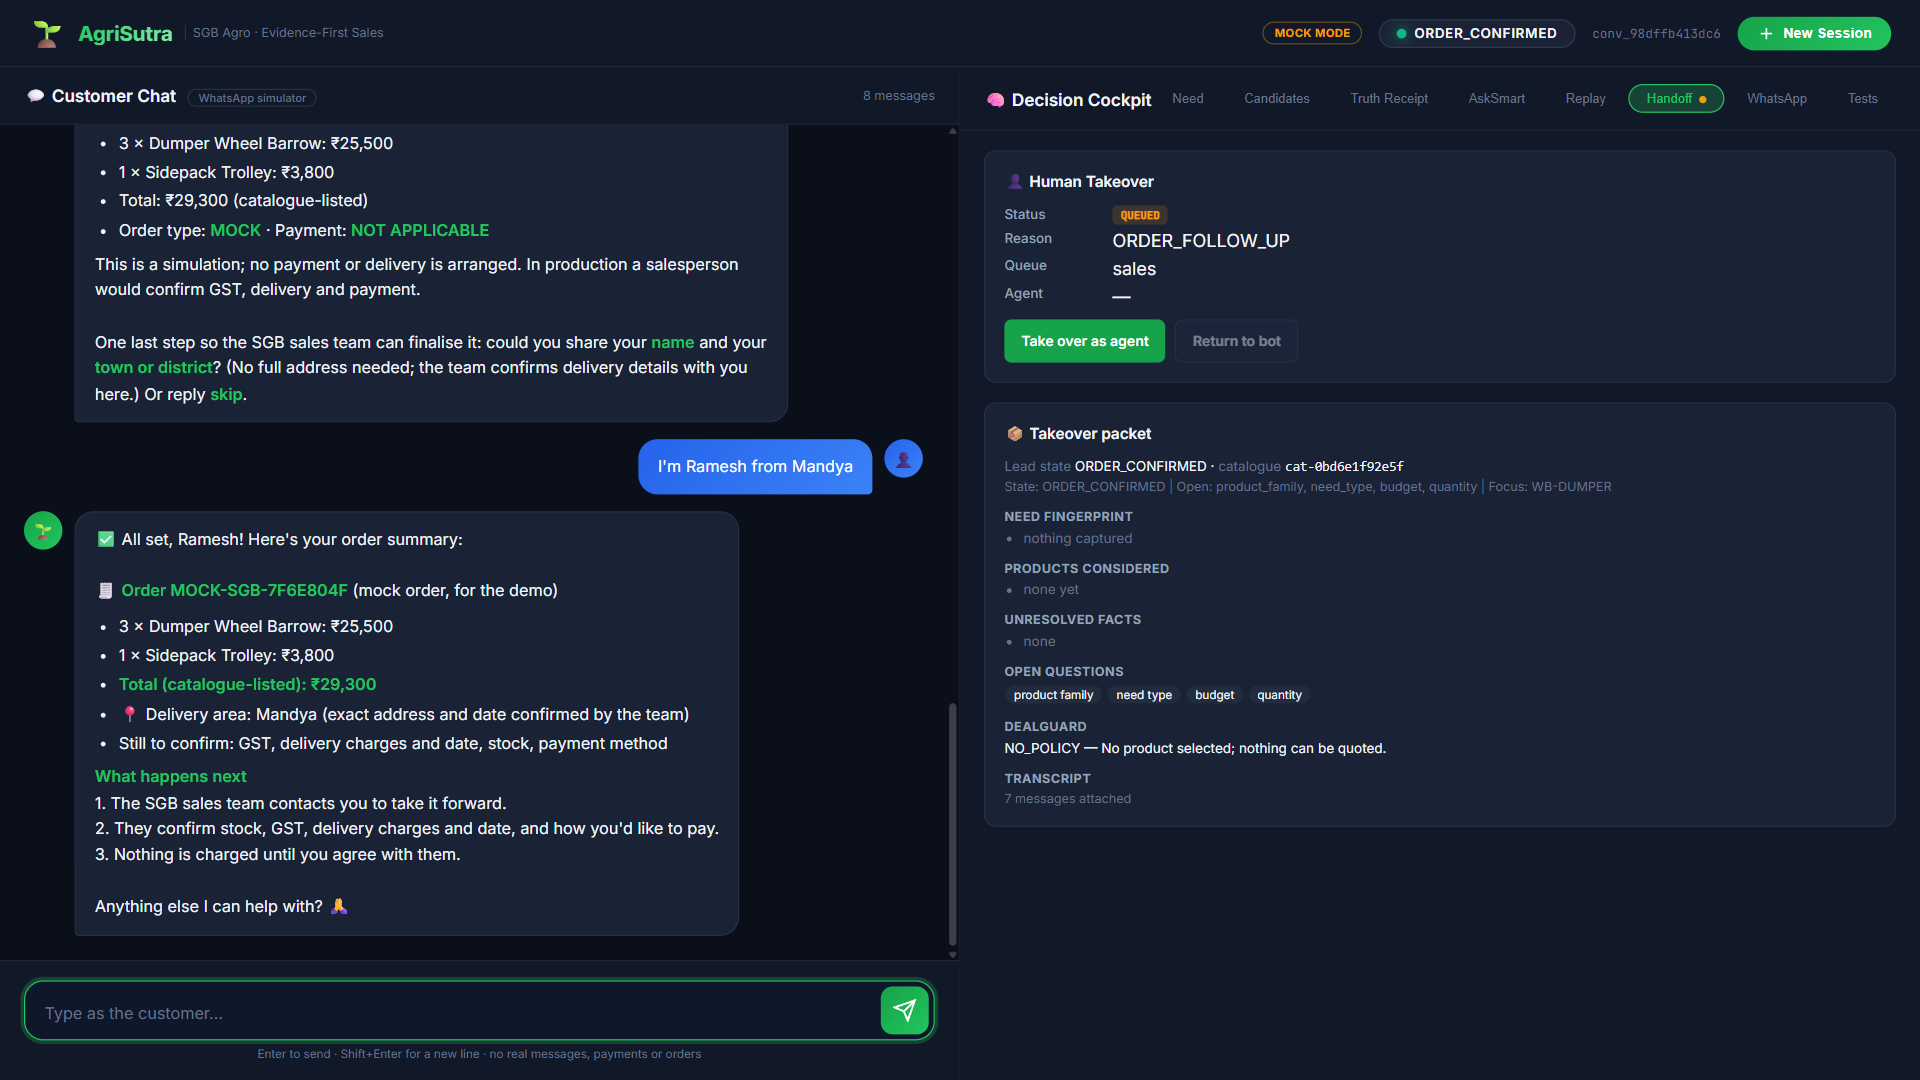 AgriSutra
SGB Agro · Evidence-First Sales
MOCK MODE
ORDER_CONFIRMED
conv_98dffb413dc6
+ New Session
Customer Chat
WhatsApp simulator
8 messages
• 3 × Dumper Wheel Barrow: ₹25,500
• 1 × Sidepack Trolley: ₹3,800
• Total: ₹29,300 (catalogue-listed)
• Order type: MOCK · Payment: NOT APPLICABLE
This is a simulation; no payment or delivery is arranged. In production a salesperson
would confirm GST, delivery and payment.
One last step so the SGB sales team can finalise it: could you share your name and your
town or district? (No full address needed; the team confirms delivery details with you
here.) Or reply skip.
I'm Ramesh from Mandya
All set, Ramesh! Here's your order summary:
Order MOCK-SGB-7F6E804F (mock order, for the demo)
• 3 × Dumper Wheel Barrow: ₹25,500
• 1 × Sidepack Trolley: ₹3,800
• Total (catalogue-listed): ₹29,300
• Delivery area: Mandya (exact address and date confirmed by the team)
• Still to confirm: GST, delivery charges and date, stock, payment method
What happens next
1. The SGB sales team contacts you to take it forward.
2. They confirm stock, GST, delivery charges and date, and how you'd like to pay.
3. Nothing is charged until you agree with them.
Anything else I can help with?
Type as the customer...
Enter to send · Shift+Enter for a new line · no real messages, payments or orders
Decision Cockpit
Need
Candidates
Truth Receipt
AskSmart
Replay
Handoff
WhatsApp
Tests
Human Takeover
Status QUEUED
Reason ORDER_FOLLOW_UP
Queue sales
Agent —
Take over as agent
Return to bot
Takeover packet
Lead state ORDER_CONFIRMED · catalogue cat-0bd6e1f92e5f
State: ORDER_CONFIRMED | Open: product_family, need_type, budget, quantity | Focus: WB-DUMPER
NEED FINGERPRINT
• nothing captured
PRODUCTS CONSIDERED
• none yet
UNRESOLVED FACTS
• none
OPEN QUESTIONS
product family need type budget quantity
DEALGUARD
NO_POLICY — No product selected; nothing can be quoted.
TRANSCRIPT
7 messages attached